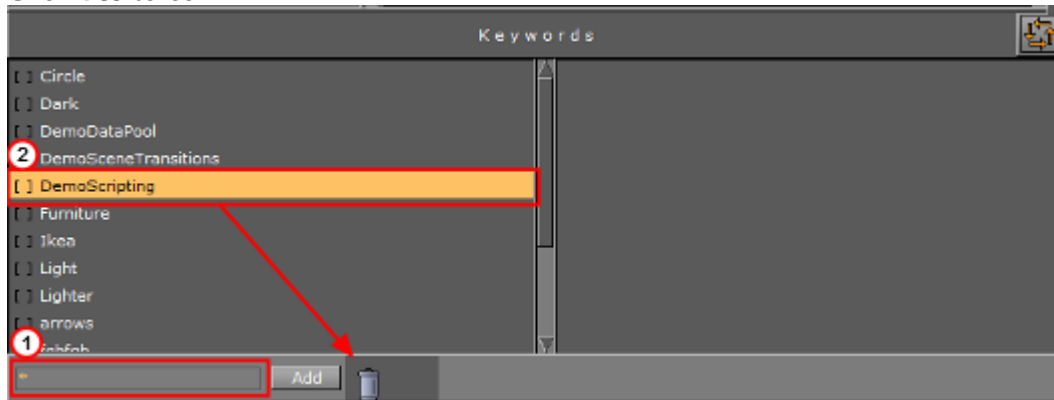 Keywords
[ ] Circle
[ ] Dark
[ ] DemoDataPool
2 DemoSceneTransitions
[ ] DemoScripting
[ ] Furniture
[ ] Ikea
[ ] Light
[ ] Lighter
[ ] arrows
1
* Add